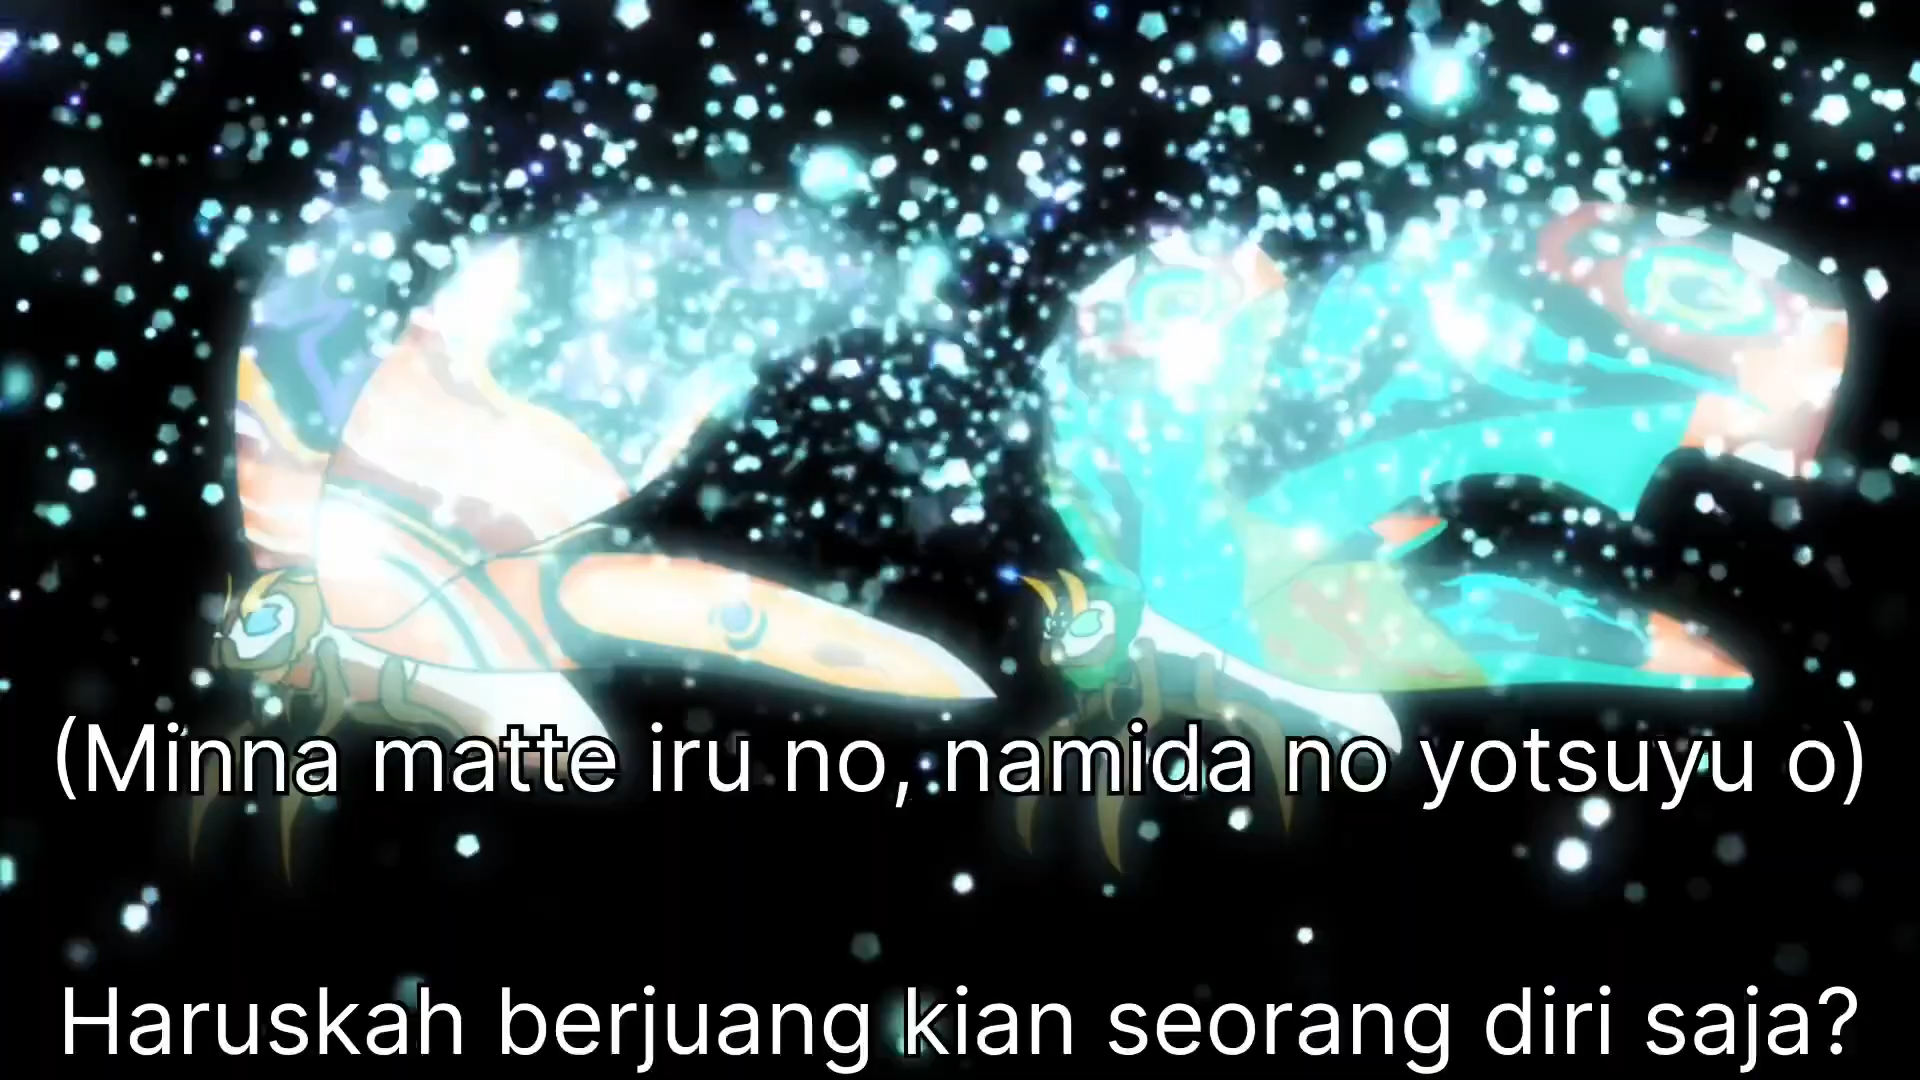 (Minna matte iru no, namida no yotsuyu o)
Haruskah berjuang kian seorang diri saja?